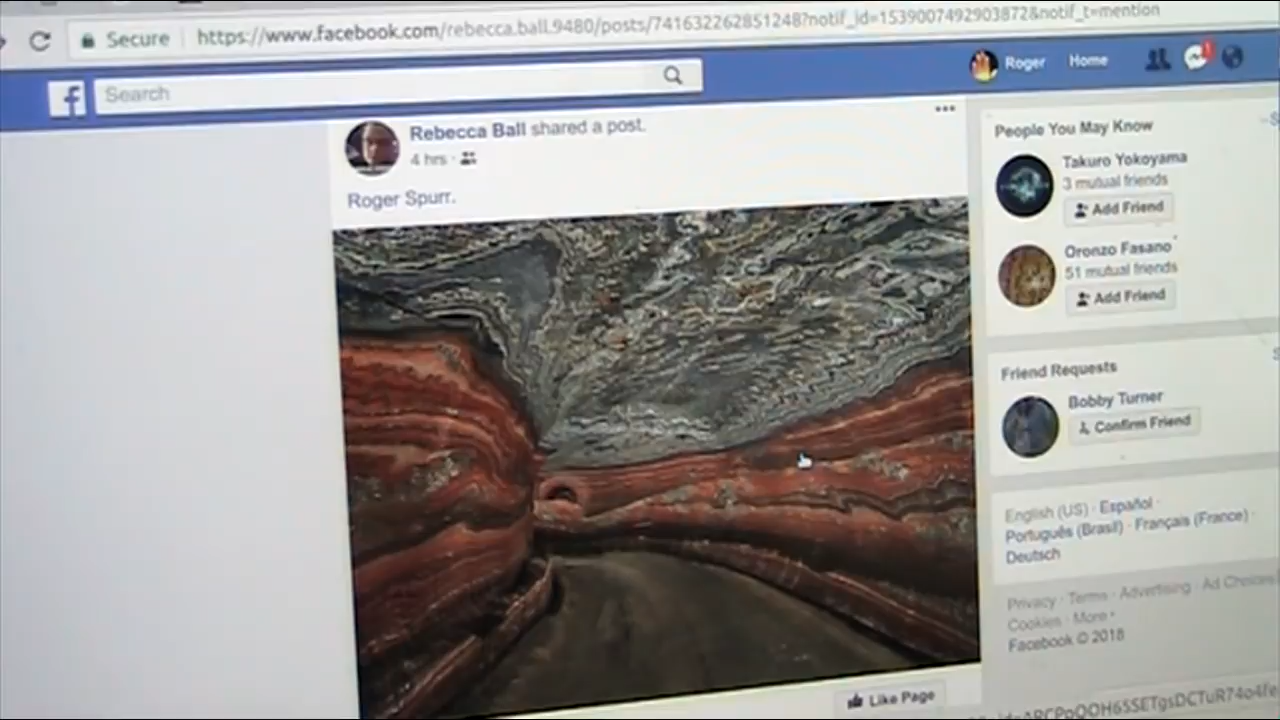 Secure https://www.facebook.com/rebecca.ball.9480/posts/741632262851248?notif_id=1539007492903872&notif_t=mention
f Search Roger Home 1
Rebecca Ball shared a post.
4 hrs ·
Roger Spurr.
Like Page
People You May Know
Takuro Yokoyama
3 mutual friends
Add Friend
Oronzo Fasano
51 mutual friends
Add Friend
Friend Requests
Bobby Turner
Confirm Friend
English (US) · Español ·
Português (Brasil) · Français (France) ·
Deutsch
Privacy · Terms · Advertising · Ad Choices
Cookies · More
Facebook © 2018